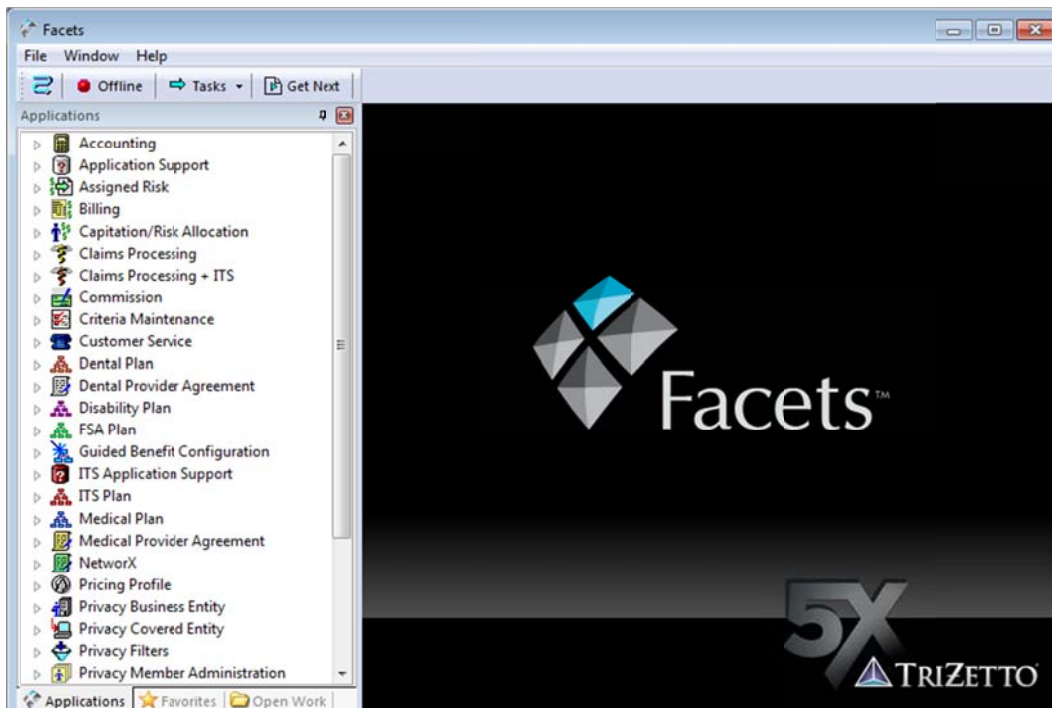 Facets
File Window Help
Offline Tasks Get Next
Applications
Accounting
Application Support
Assigned Risk
Billing
Capitation/Risk Allocation
Claims Processing
Claims Processing + ITS
Commission
Criteria Maintenance
Customer Service
Dental Plan
Dental Provider Agreement
Disability Plan
FSA Plan
Guided Benefit Configuration
ITS Application Support
ITS Plan
Medical Plan
Medical Provider Agreement
NetworX
Pricing Profile
Privacy Business Entity
Privacy Covered Entity
Privacy Filters
Privacy Member Administration
Applications Favorites Open Work
Facets™
5X
TRIZETTO®